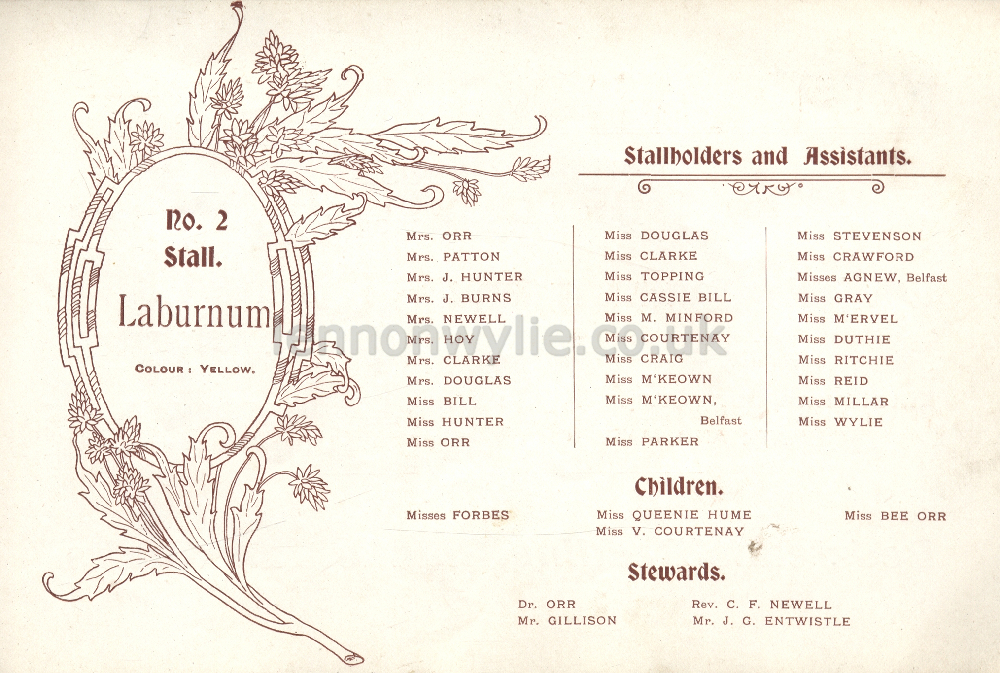 No. 2
Stall.
Laburnum
COLOUR: YELLOW.
Stallholders and Assistants.
Mrs. ORR
Mrs. PATTON
Mrs. J. HUNTER
Mrs. J. BURNS
Mrs. NEWELL
Mrs. HOY
Mrs. CLARKE
Mrs. DOUGLAS
Miss BILL
Miss HUNTER
Miss ORR
Miss DOUGLAS
Miss CLARKE
Miss TOPPING
Miss CASSIE BILL
Miss M. MINFORD
Miss COURTENAY
Miss CRAIG
Miss M'KEOWN
Miss M'KEOWN,
Belfast
Miss PARKER
Miss STEVENSON
Miss CRAWFORD
Misses AGNEW, Belfast
Miss GRAY
Miss M'ERVEL
Miss DUTHIE
Miss RITCHIE
Miss REID
Miss MILLAR
Miss WYLIE
lennonwylie.co.uk
Children.
Misses FORBES
Miss QUEENIE HUME
Miss BEE ORR
Miss V. COURTENAY
Stewards.
Dr. ORR
Rev. C. F. NEWELL
Mr. GILLISON
Mr. J. G. ENTWISTLE